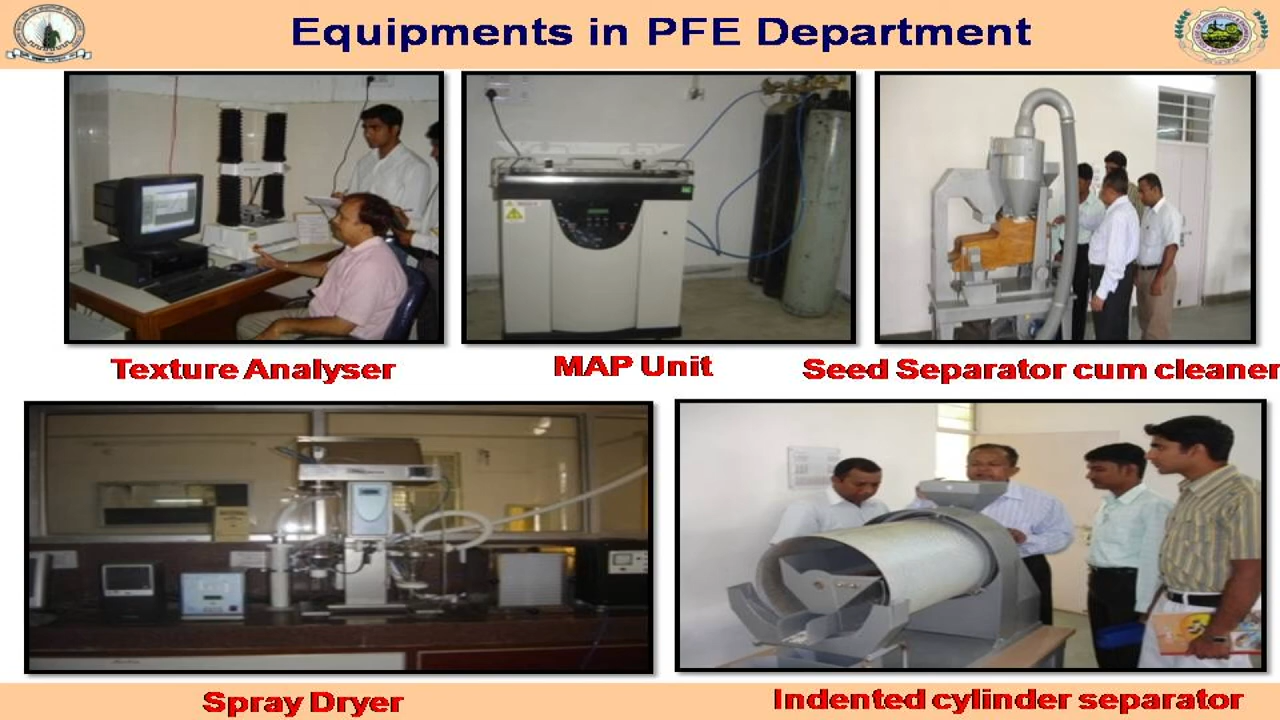 Equipments in PFE Department
Texture Analyser
MAP Unit
Seed Separator cum cleaner
Spray Dryer
Indented cylinder separator